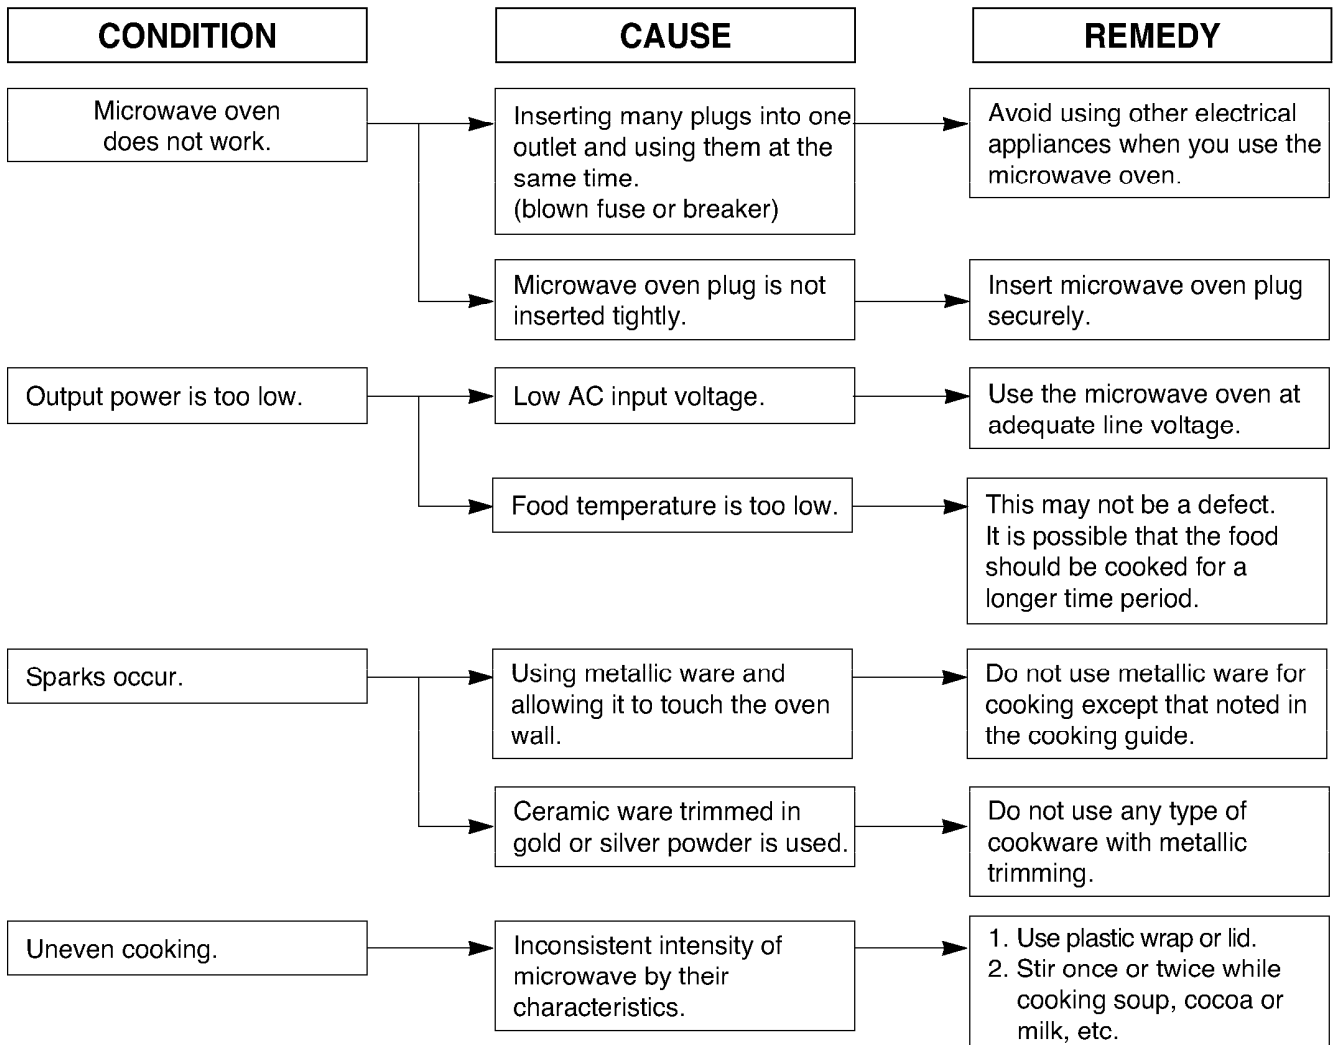 CONDITION
CAUSE
REMEDY
Microwave oven
does not work.
Inserting many plugs into one
outlet and using them at the
same time.
(blown fuse or breaker)
Avoid using other electrical
appliances when you use the
microwave oven.
Microwave oven plug is not
inserted tightly.
Insert microwave oven plug
securely.
Output power is too low.
Low AC input voltage.
Use the microwave oven at
adequate line voltage.
Food temperature is too low.
This may not be a defect.
It is possible that the food
should be cooked for a
longer time period.
Sparks occur.
Using metallic ware and
allowing it to touch the oven
wall.
Do not use metallic ware for
cooking except that noted in
the cooking guide.
Ceramic ware trimmed in
gold or silver powder is used.
Do not use any type of
cookware with metallic
trimming.
Uneven cooking.
Inconsistent intensity of
microwave by their
characteristics.
1. Use plastic wrap or lid.
2. Stir once or twice while
cooking soup, cocoa or
milk, etc.